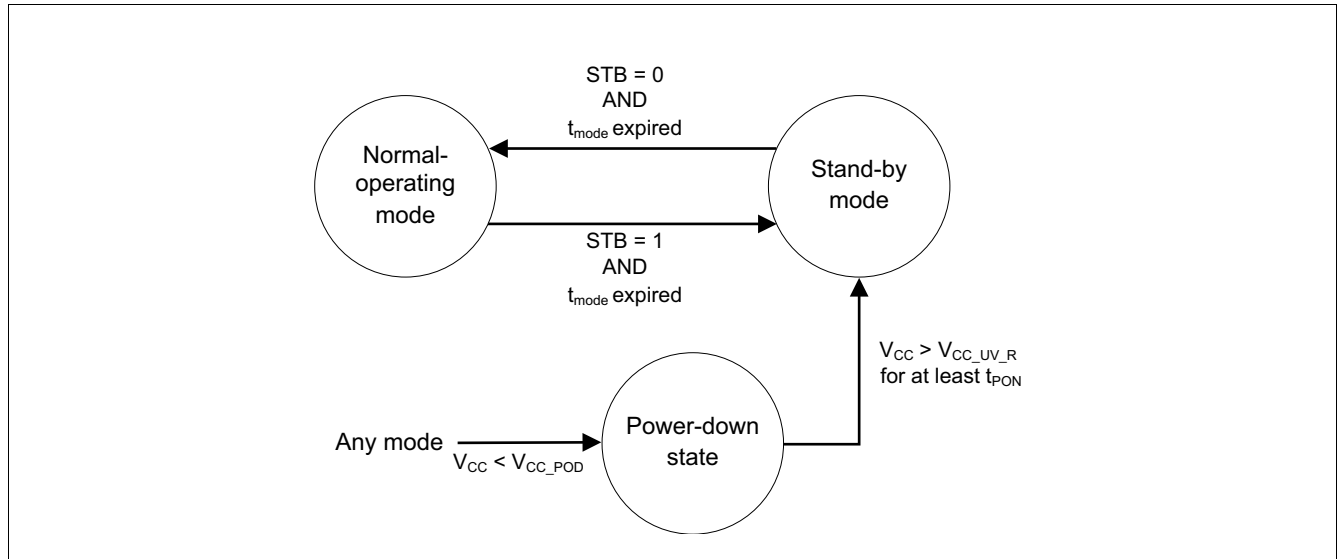 STB = 0
AND
tmode expired
Normal-
operating
mode
Stand-by
mode
STB = 1
AND
tmode expired
VCC > VCC_UV_R
for at least tPON
Any mode
VCC < VCC_POD
Power-down
state